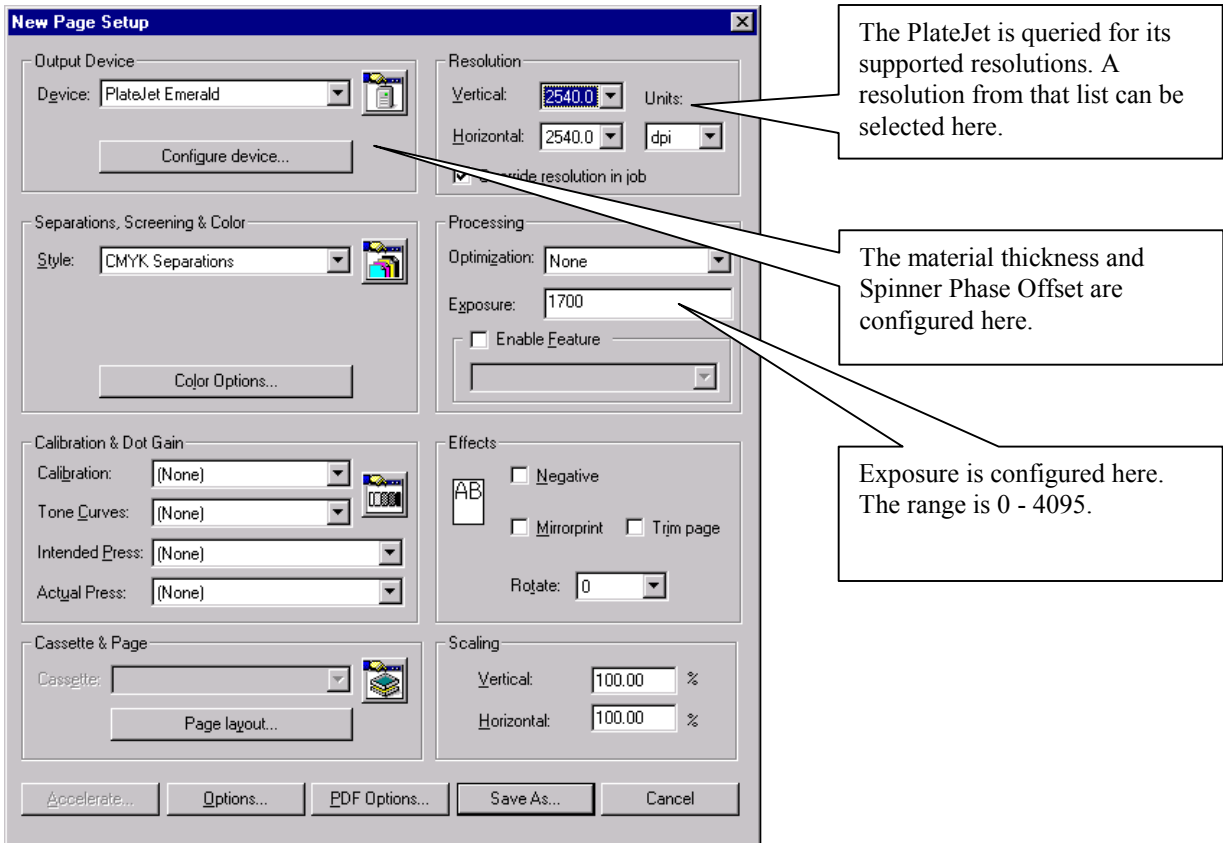 New Page Setup
Output Device
Device: PlateJet Emerald
Configure device...
Resolution
Vertical: 2540.0 Units:
Horizontal: 2540.0 dpi
Override resolution in job
Separations, Screening & Color
Style: CMYK Separations
Color Options...
Processing
Optimization: None
Exposure: 1700
Enable Feature
Calibration & Dot Gain
Calibration: (None)
Tone Curves: (None)
Intended Press: (None)
Actual Press: (None)
Effects
AB
Negative
Mirrorprint Trim page
Rotate: 0
Cassette & Page
Cassette:
Page layout...
Scaling
Vertical: 100.00 %
Horizontal: 100.00 %
Accelerate... Options... PDF Options... Save As... Cancel
The PlateJet is queried for its
supported resolutions. A
resolution from that list can be
selected here.
The material thickness and
Spinner Phase Offset are
configured here.
Exposure is configured here.
The range is 0 - 4095.